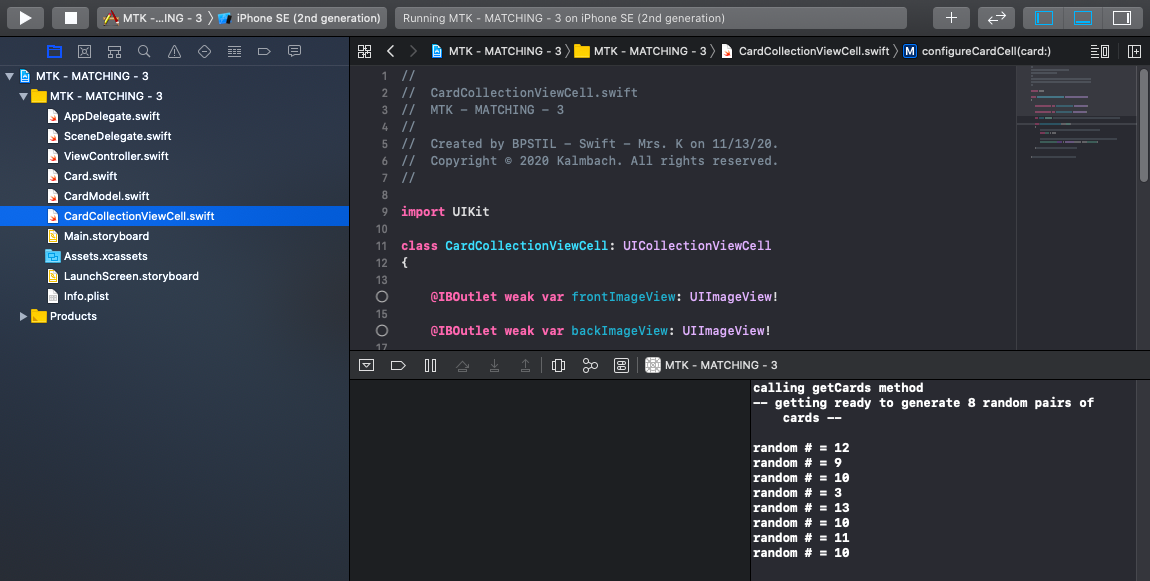 MTK -...ING - 3 〉 iPhone SE (2nd generation)
Running MTK - MATCHING - 3 on iPhone SE (2nd generation)
MTK - MATCHING - 3
MTK - MATCHING - 3
AppDelegate.swift
SceneDelegate.swift
ViewController.swift
Card.swift
CardModel.swift
CardCollectionViewCell.swift
Main.storyboard
Assets.xcassets
LaunchScreen.storyboard
Info.plist
Products
MTK - MATCHING - 3 〉 MTK - MATCHING - 3 〉 CardCollectionViewCell.swift 〉 M configureCardCell(card:)
1 //
2 //  CardCollectionViewCell.swift
3 //  MTK - MATCHING - 3
4 //
5 //  Created by BPSTIL - Swift - Mrs. K on 11/13/20.
6 //  Copyright © 2020 Kalmbach. All rights reserved.
7 //
8
9 import UIKit
10
11 class CardCollectionViewCell: UICollectionViewCell
12 {
13
@IBOutlet weak var frontImageView: UIImageView!
15
@IBOutlet weak var backImageView: UIImageView!
17
MTK - MATCHING - 3
calling getCards method
-- getting ready to generate 8 random pairs of
cards --
random # = 12
random # = 9
random # = 10
random # = 3
random # = 13
random # = 10
random # = 11
random # = 10